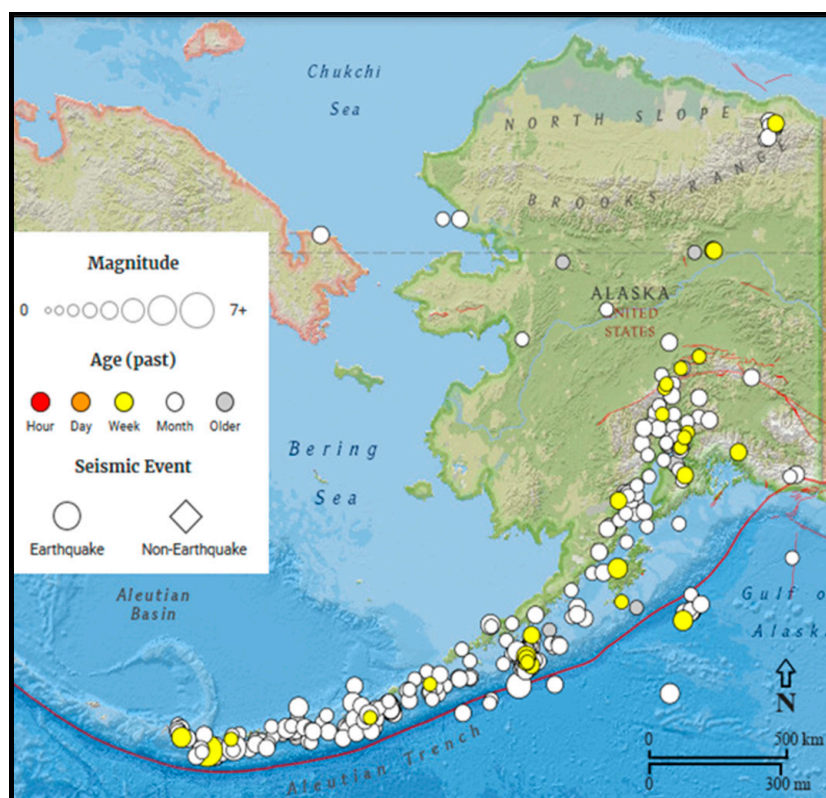 Chukchi
Sea
NORTH SLOPE
BROOKS RANGE
Magnitude
0 7+
Age (past)
Hour Day Week Month Older
Seismic Event
Earthquake Non-Earthquake
ALASKA
UNITED
STATES
Bering
Sea
Aleutian
Basin
Gulf o
Alaska
Aleutian Trench
N
0 500 km
0 300 mi